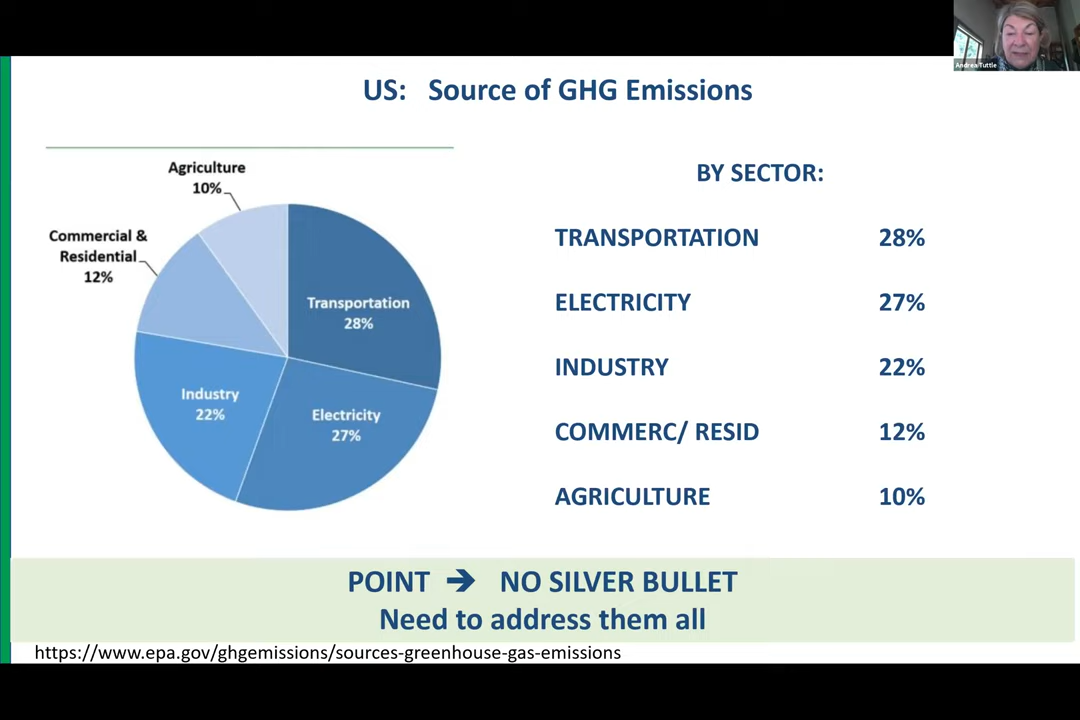 Andrea Tuttle
US: Source of GHG Emissions
Agriculture
10%
Commercial &
Residential
12%
Transportation
28%
Industry
22%
Electricity
27%
BY SECTOR:
TRANSPORTATION 28%
ELECTRICITY 27%
INDUSTRY 22%
COMMERC/ RESID 12%
AGRICULTURE 10%
POINT ➔ NO SILVER BULLET
Need to address them all
https://www.epa.gov/ghgemissions/sources-greenhouse-gas-emissions